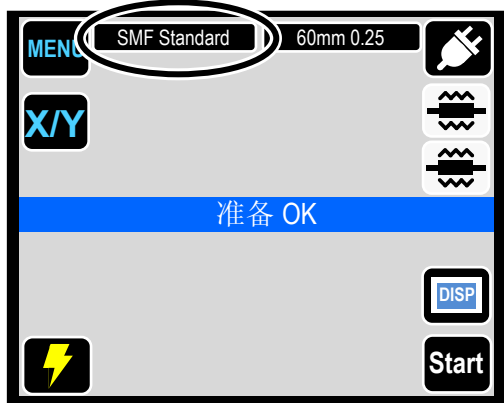 MENU
SMF Standard
60mm 0.25
X/Y
准备 OK
DISP
Start